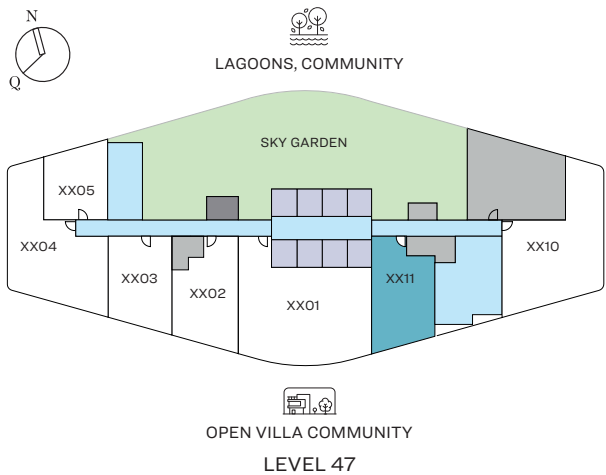 N
Q
LAGOONS, COMMUNITY
SKY GARDEN
XX05
XX04
XX10
XX03
XX11
XX02
XX01
OPEN VILLA COMMUNITY
LEVEL 47